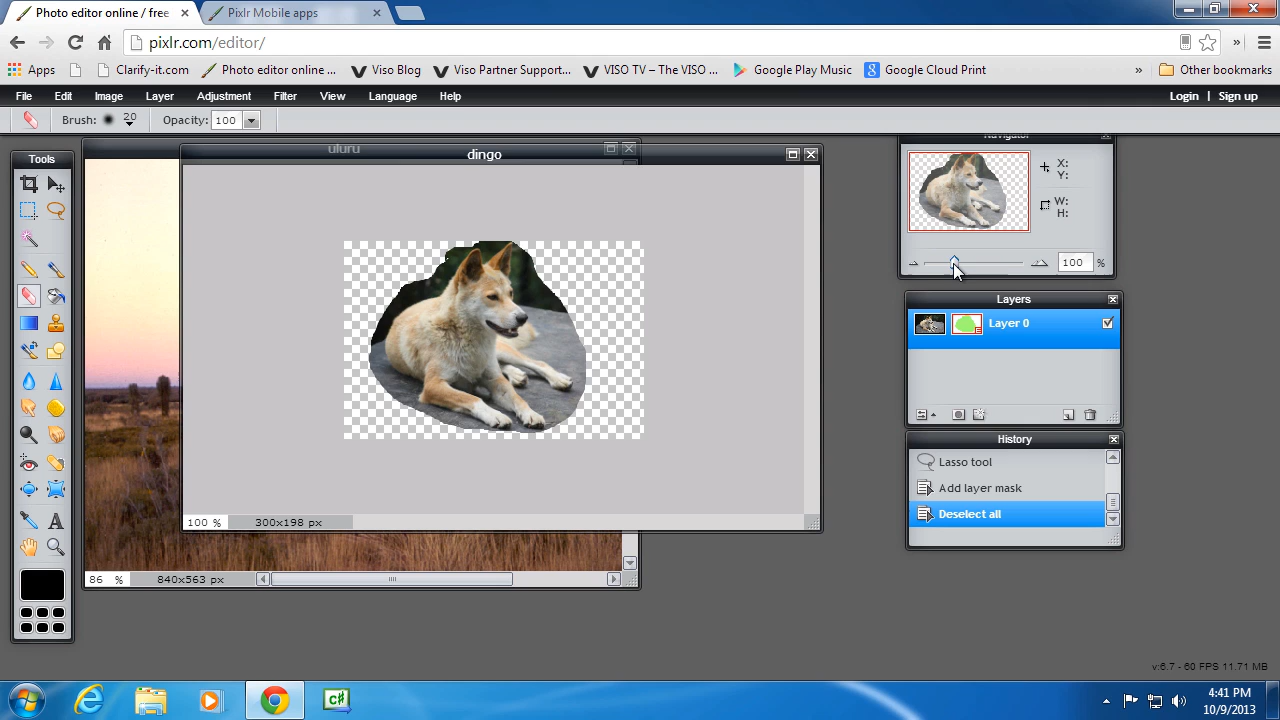 Photo editor online / free
Pixlr Mobile apps
pixlr.com/editor/
Apps
Clarify-it.com
Photo editor online ...
Viso Blog
Viso Partner Support...
VISO TV – The VISO ...
Google Play Music
Google Cloud Print
»
Other bookmarks
File Edit Image Layer Adjustment Filter View Language Help
Login | Sign up
Brush: 20 Opacity: 100
Tools
uluru
dingo
Navigator
X:
Y:
W:
H:
100 %
Layers
Layer 0
History
Lasso tool
Add layer mask
Deselect all
100 % 300x198 px
86 % 840x563 px
v:6.7 - 60 FPS 11.71 MB
4:41 PM
10/9/2013